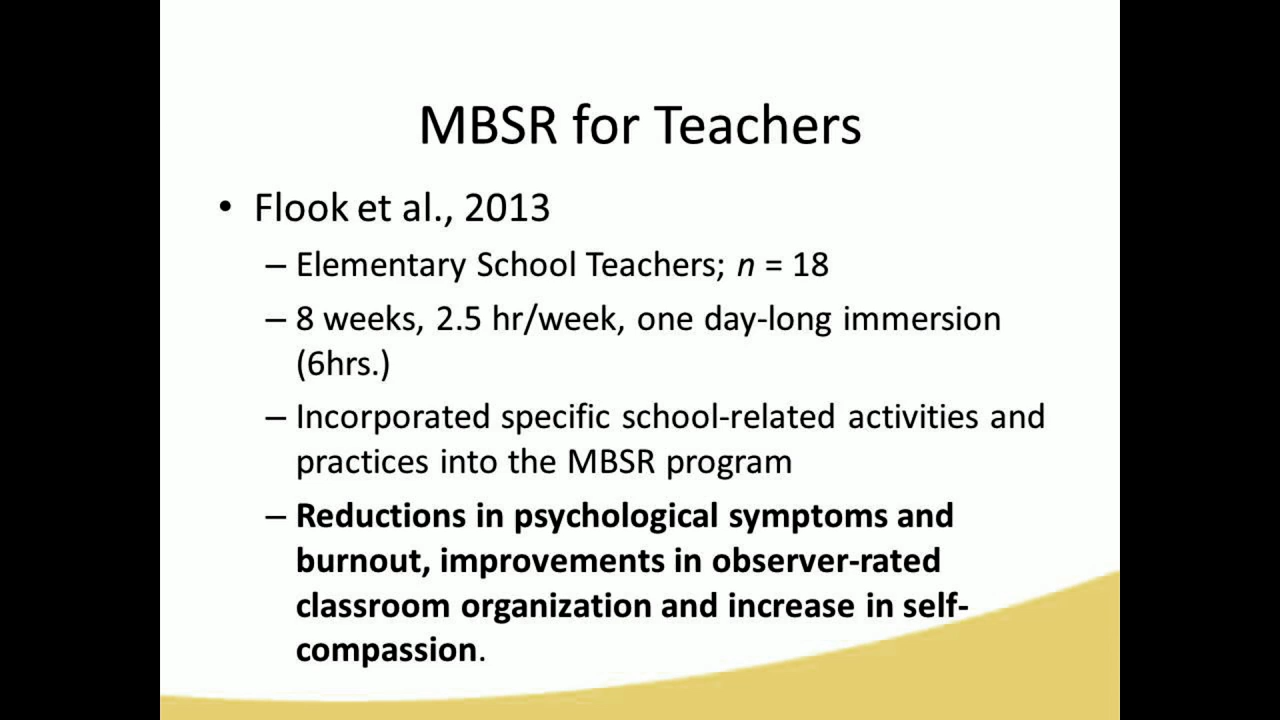 MBSR for Teachers
• Flook et al., 2013
– Elementary School Teachers; n = 18
– 8 weeks, 2.5 hr/week, one day-long immersion
(6hrs.)
– Incorporated specific school-related activities and
practices into the MBSR program
– Reductions in psychological symptoms and
burnout, improvements in observer-rated
classroom organization and increase in self-
compassion.